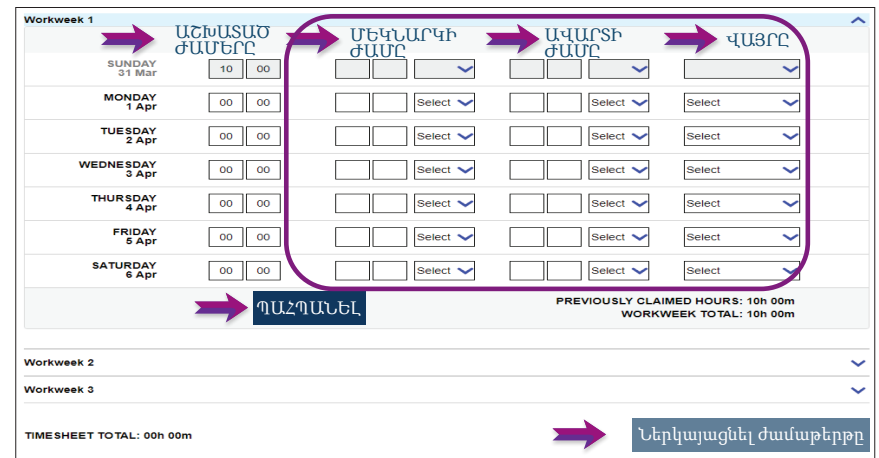 Workweek 1
ԱՇԽԱՏԱԾ ԺԱՄԵՐԸ
ՄԵԿՆԱՐԿԻ ԺԱՄԸ
ԱՎԱՐՏԻ ԺԱՄԸ
ՎԱՅՐԸ
SUNDAY 31 Mar 10 00
MONDAY 1 Apr 00 00 Select Select Select
TUESDAY 2 Apr 00 00 Select Select Select
WEDNESDAY 3 Apr 00 00 Select Select Select
THURSDAY 4 Apr 00 00 Select Select Select
FRIDAY 5 Apr 00 00 Select Select Select
SATURDAY 6 Apr 00 00 Select Select Select
ՊԱՀՊԱՆԵԼ
PREVIOUSLY CLAIMED HOURS: 10h 00m
WORKWEEK TOTAL: 10h 00m
Workweek 2
Workweek 3
TIMESHEET TOTAL: 00h 00m
Ներկայացնել ժամաթերթը